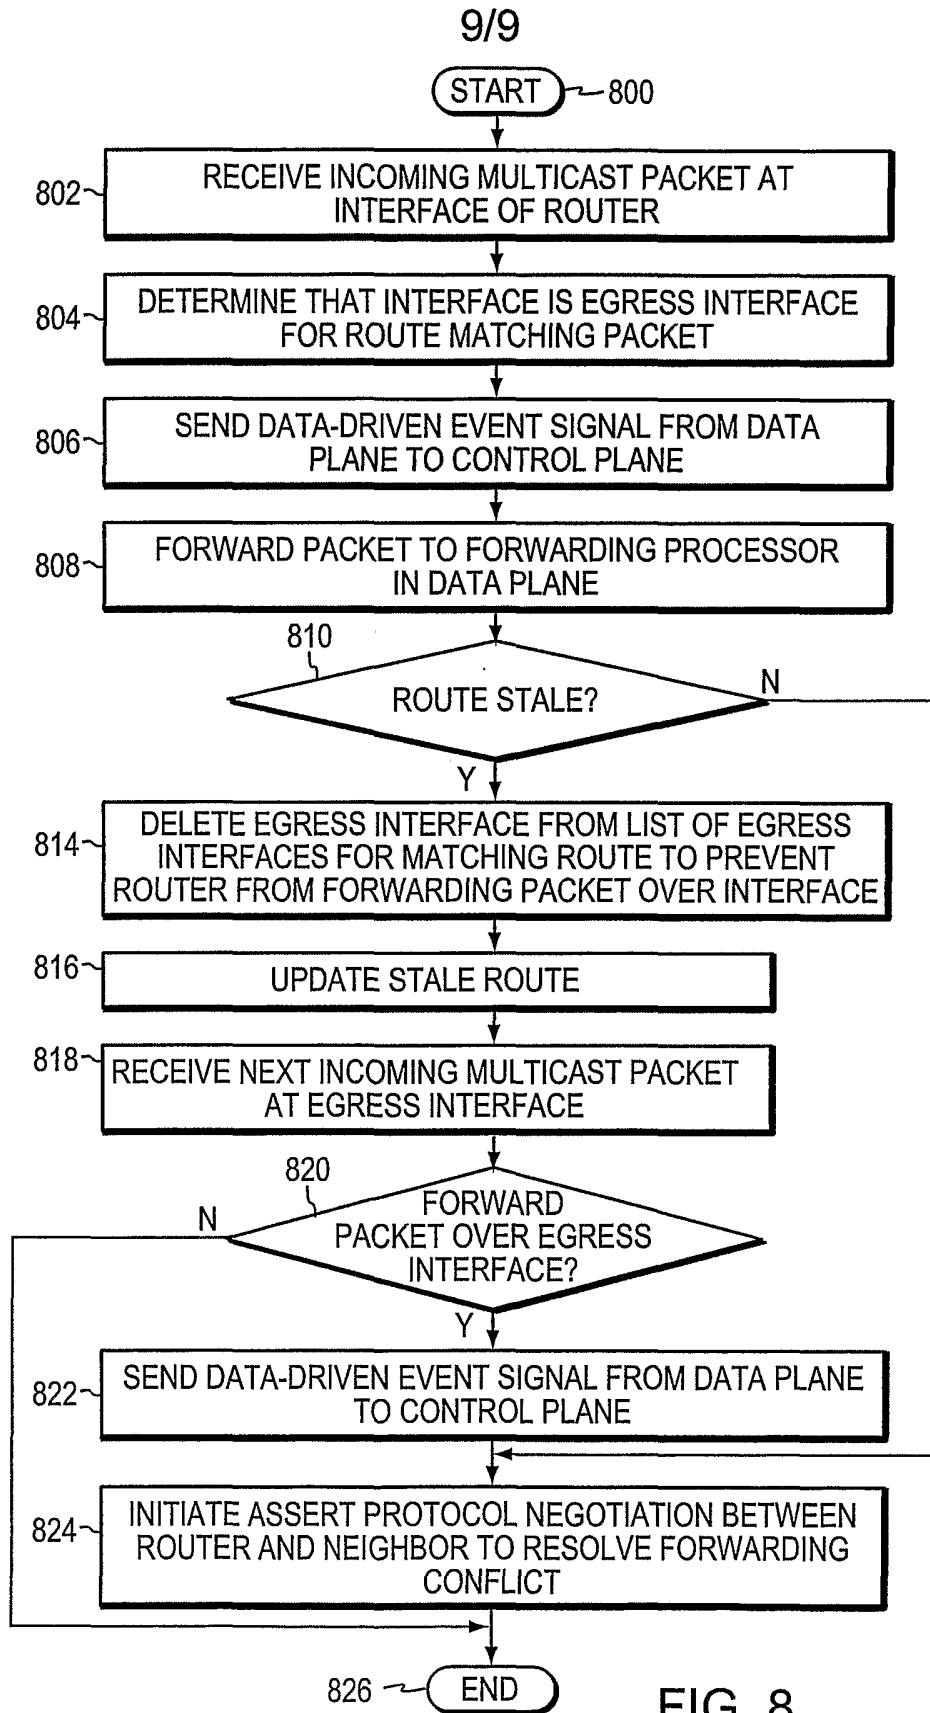 9/9
START
800
802
RECEIVE INCOMING MULTICAST PACKET AT
INTERFACE OF ROUTER
804
DETERMINE THAT INTERFACE IS EGRESS INTERFACE
FOR ROUTE MATCHING PACKET
806
SEND DATA-DRIVEN EVENT SIGNAL FROM DATA
PLANE TO CONTROL PLANE
808
FORWARD PACKET TO FORWARDING PROCESSOR
IN DATA PLANE
810
ROUTE STALE?
N
Y
814
DELETE EGRESS INTERFACE FROM LIST OF EGRESS
INTERFACES FOR MATCHING ROUTE TO PREVENT
ROUTER FROM FORWARDING PACKET OVER INTERFACE
816
UPDATE STALE ROUTE
818
RECEIVE NEXT INCOMING MULTICAST PACKET
AT EGRESS INTERFACE
820
FORWARD
PACKET OVER EGRESS
INTERFACE?
N
Y
822
SEND DATA-DRIVEN EVENT SIGNAL FROM DATA PLANE
TO CONTROL PLANE
824
INITIATE ASSERT PROTOCOL NEGOTIATION BETWEEN
ROUTER AND NEIGHBOR TO RESOLVE FORWARDING
CONFLICT
826
END
FIG. 8